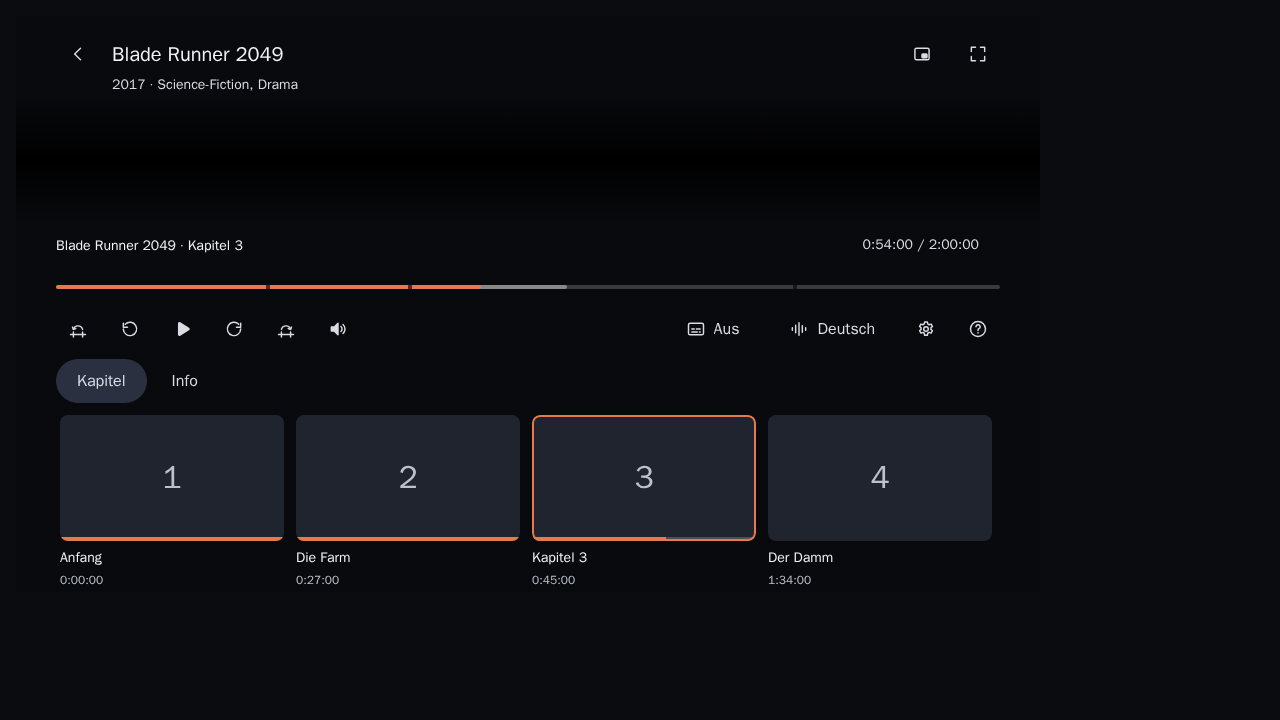 Blade Runner 2049
2017 · Science-Fiction, Drama
Blade Runner 2049 · Kapitel 3
0:54:00 / 2:00:00
Aus
Deutsch
Kapitel
Info
1
2
3
4
Anfang
Die Farm
Kapitel 3
Der Damm
0:00:00
0:27:00
0:45:00
1:34:00